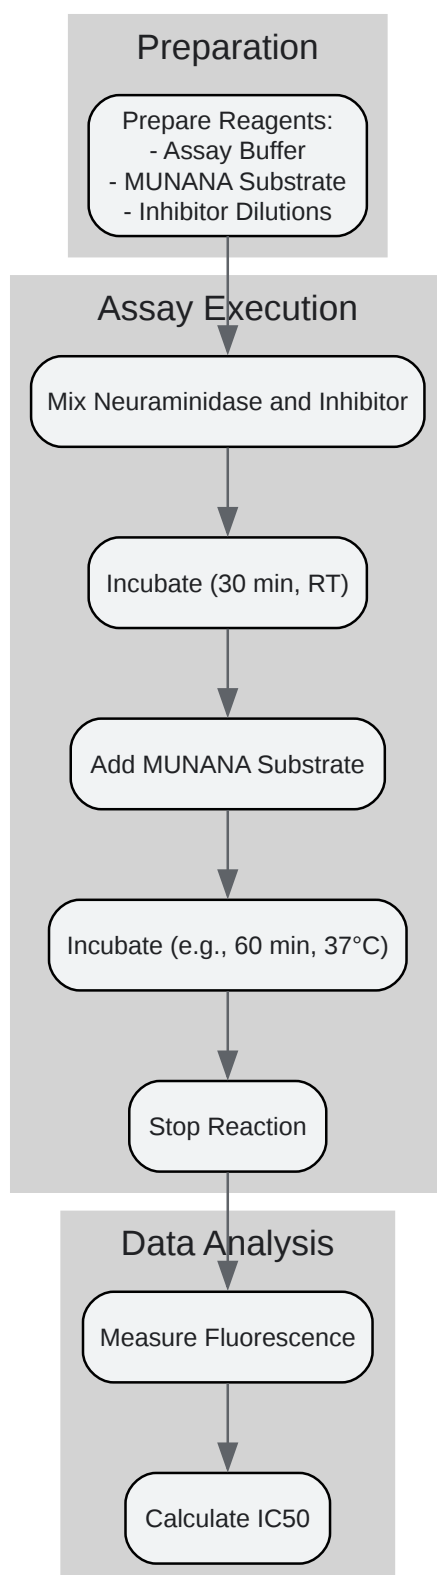 Preparation
Prepare Reagents:
- Assay Buffer
- MUNANA Substrate
- Inhibitor Dilutions
Assay Execution
Mix Neuraminidase and Inhibitor
Incubate (30 min, RT)
Add MUNANA Substrate
Incubate (e.g., 60 min, 37°C)
Stop Reaction
Data Analysis
Measure Fluorescence
Calculate IC50